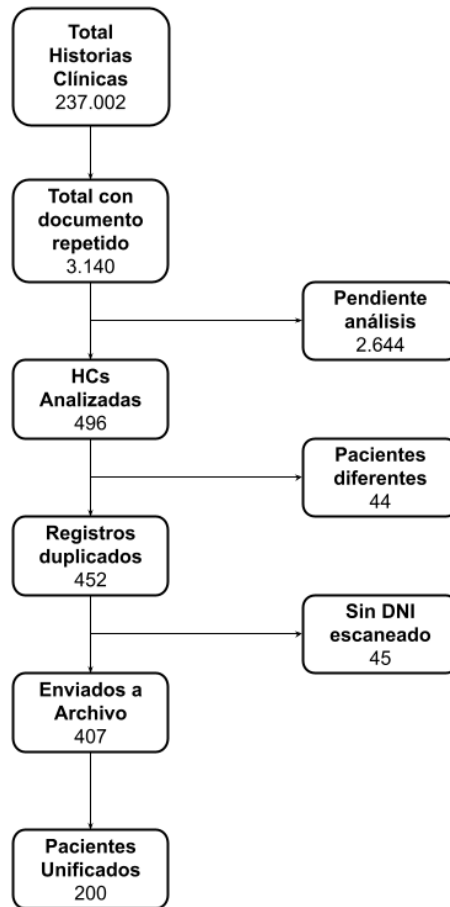 Total
Historias
Clínicas
237.002
Total con
documento
repetido
3.140
Pendiente
análisis
2.644
HCs
Analizadas
496
Pacientes
diferentes
44
Registros
duplicados
452
Sin DNI
escaneado
45
Enviados a
Archivo
407
Pacientes
Unificados
200